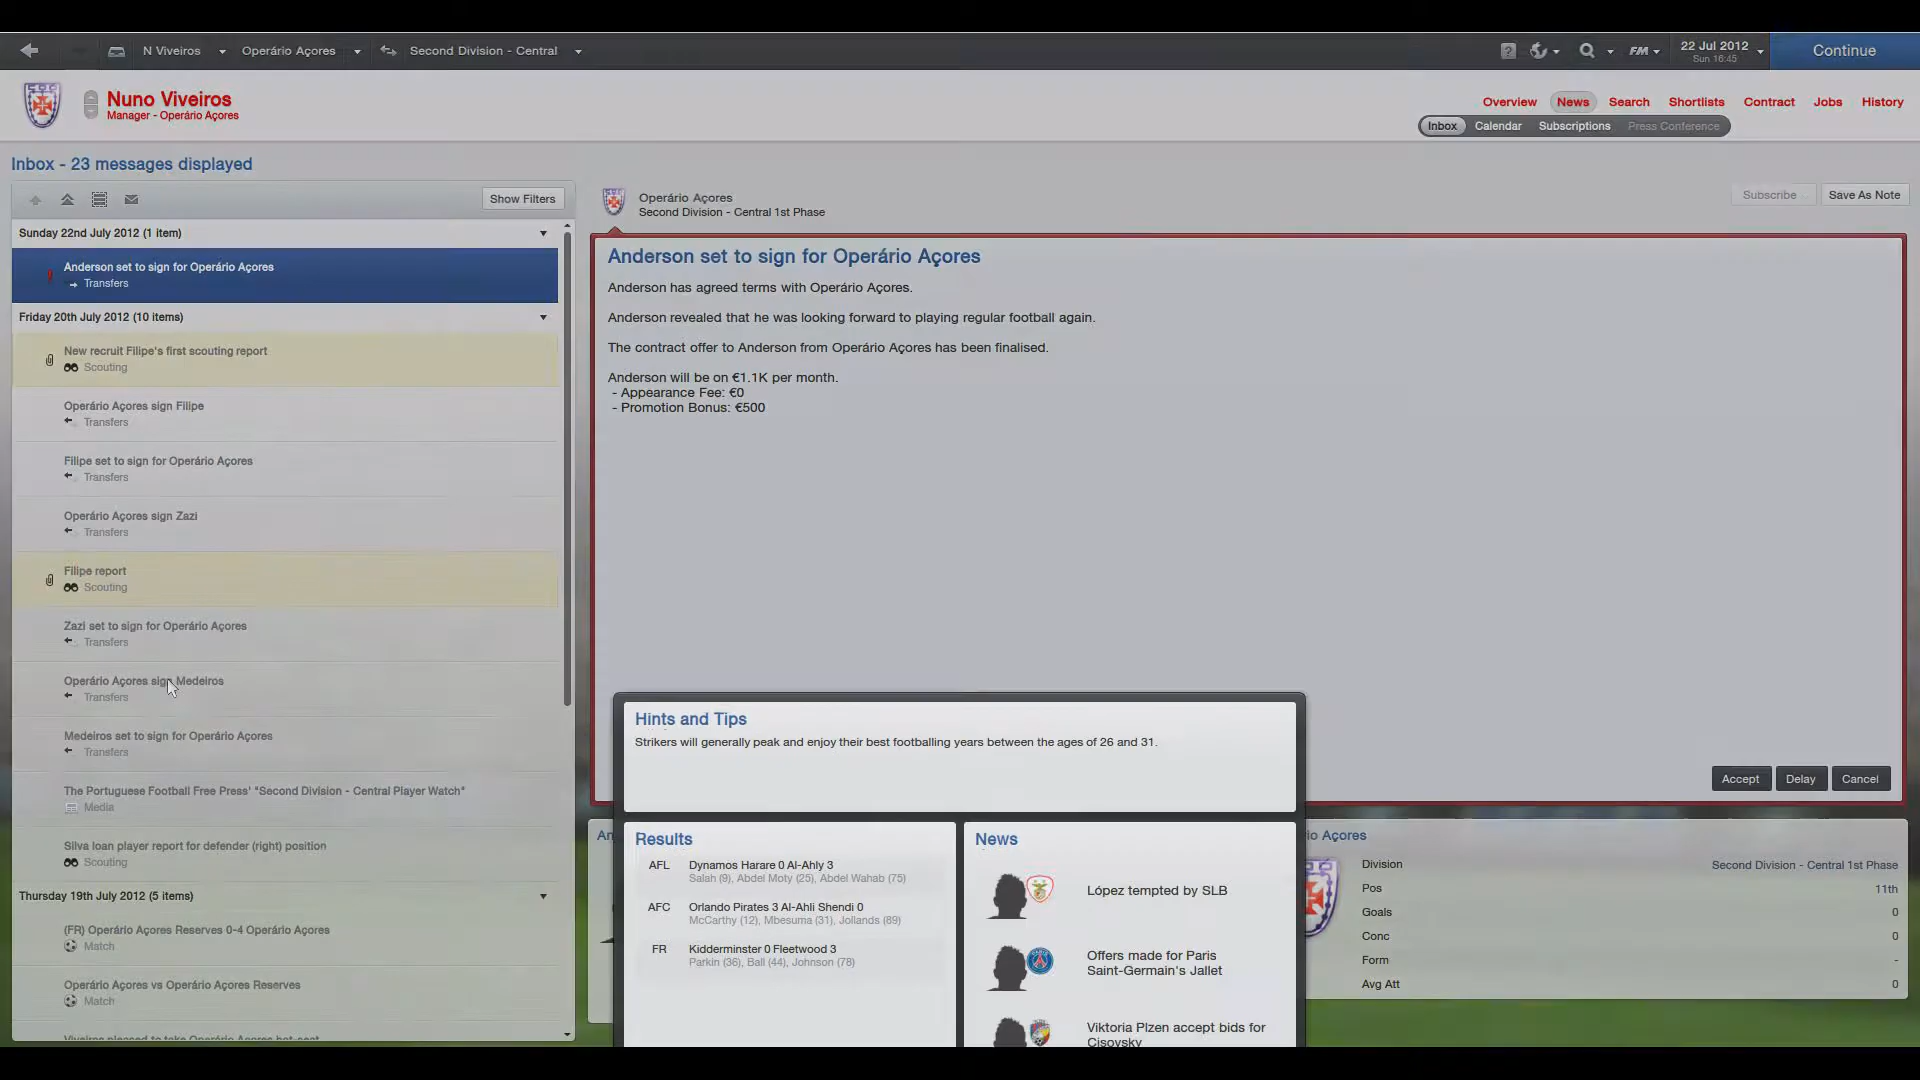 N Viveiros
Operário Açores
Second Division - Central
?
FM
22 Jul 2012
Sun 16:45
Continue
Nuno Viveiros
Manager - Operário Açores
Overview
News
Search
Shortlists
Contract
Jobs
History
Inbox
Calendar
Subscriptions
Press Conference
Inbox - 23 messages displayed
Show Filters
Sunday 22nd July 2012 (1 item)
Anderson set to sign for Operário Açores
Transfers
Friday 20th July 2012 (10 items)
New recruit Filipe's first scouting report
Scouting
Operário Açores sign Filipe
Transfers
Filipe set to sign for Operário Açores
Transfers
Operário Açores sign Zazi
Transfers
Filipe report
Scouting
Zazi set to sign for Operário Açores
Transfers
Operário Açores sign Medeiros
Transfers
Medeiros set to sign for Operário Açores
Transfers
The Portuguese Football Free Press' "Second Division - Central Player Watch"
Media
Silva loan player report for defender (right) position
Scouting
Thursday 19th July 2012 (5 items)
(FR) Operário Açores Reserves 0-4 Operário Açores
Match
Operário Açores vs Operário Açores Reserves
Match
Viveiros pleased to take Operário Açores hot-seat
Operário Açores
Second Division - Central 1st Phase
Subscribe
Save As Note
Anderson set to sign for Operário Açores
Anderson has agreed terms with Operário Açores.
Anderson revealed that he was looking forward to playing regular football again.
The contract offer to Anderson from Operário Açores has been finalised.
Anderson will be on €1.1K per month.
- Appearance Fee: €0
- Promotion Bonus: €500
Accept
Delay
Cancel
Hints and Tips
Strikers will generally peak and enjoy their best footballing years between the ages of 26 and 31.
Results
AFL Dynamos Harare 0 Al-Ahly 3
Salah (9), Abdel Moty (25), Abdel Wahab (75)
AFC Orlando Pirates 3 Al-Ahli Shendi 0
McCarthy (12), Mbesuma (31), Jollands (89)
FR Kidderminster 0 Fleetwood 3
Parkin (36), Ball (44), Johnson (78)
News
López tempted by SLB
Offers made for Paris
Saint-Germain's Jallet
Viktoria Plzen accept bids for
Cisovsky
An
io Açores
Division Second Division - Central 1st Phase
Pos 11th
Goals 0
Conc 0
Form -
Avg Att 0